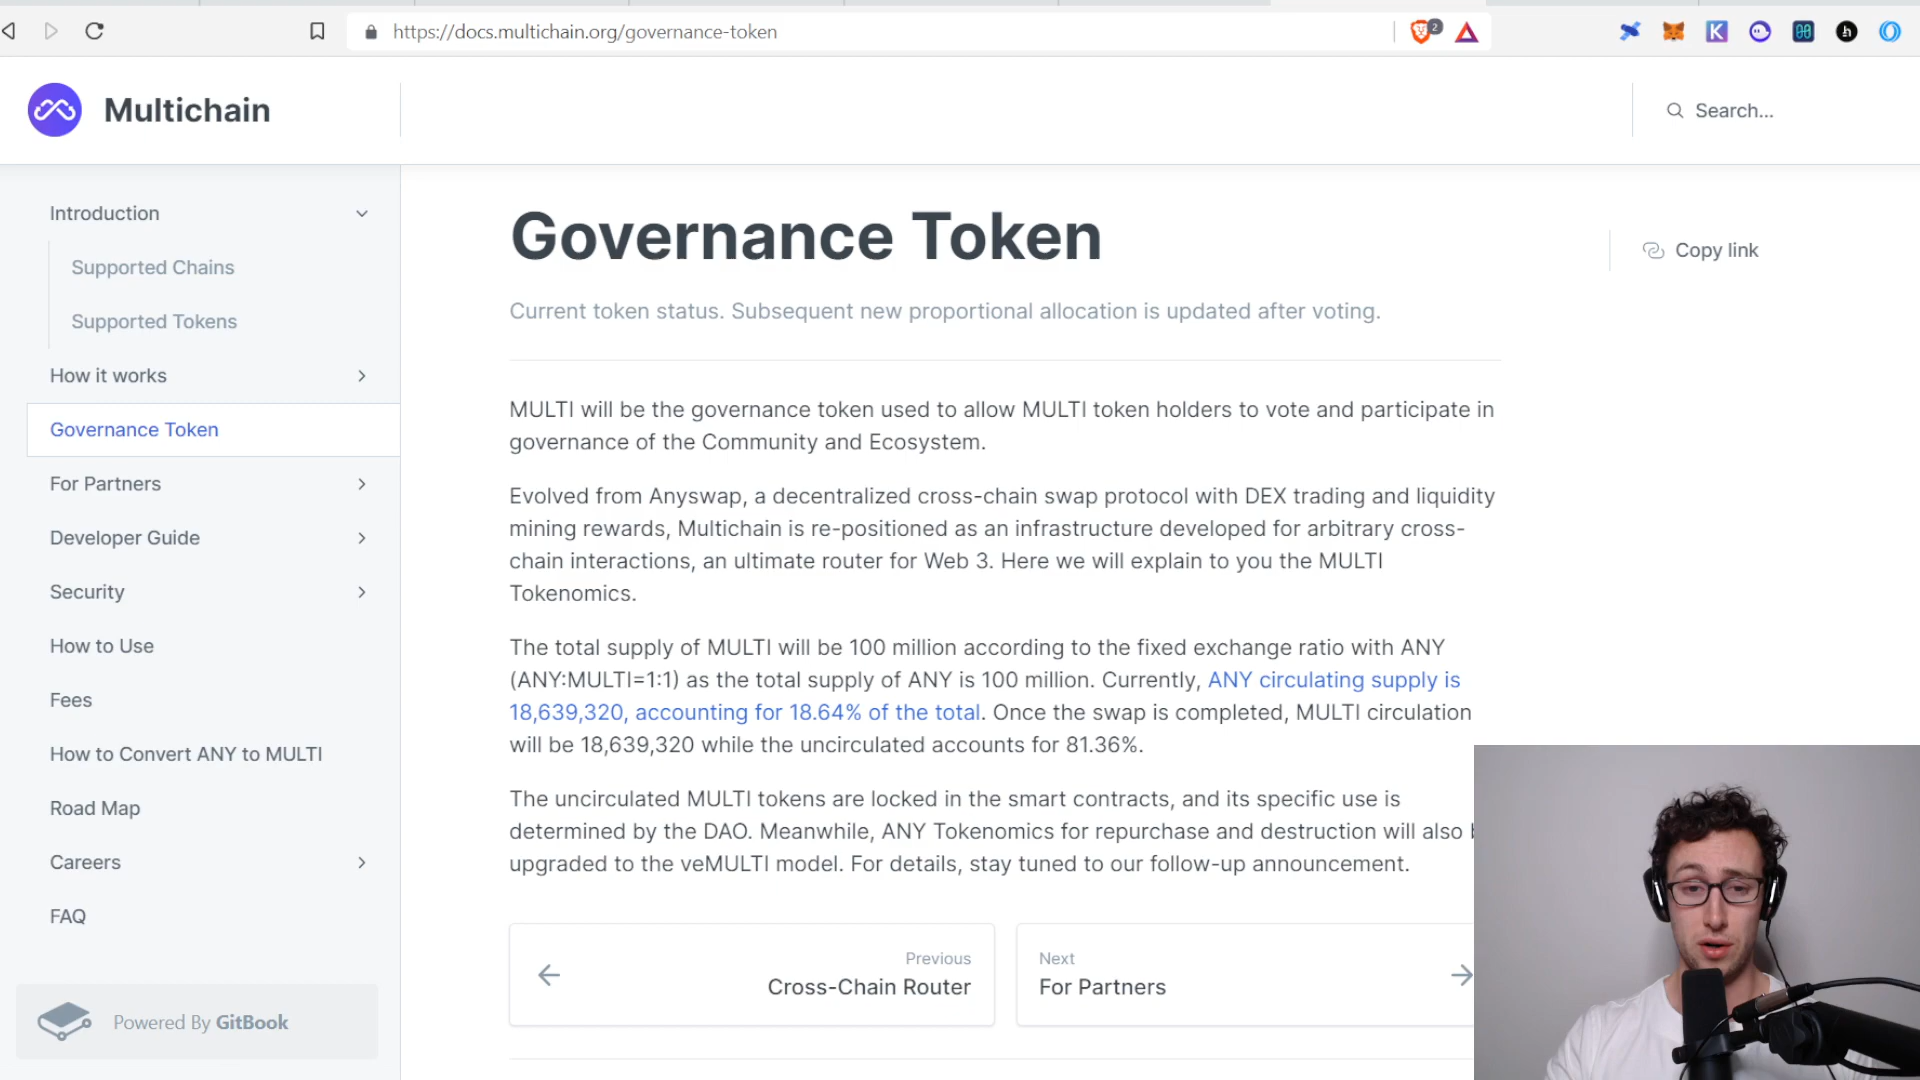 https://docs.multichain.org/governance-token
2
K
Multichain
Search...
Introduction
Supported Chains
Supported Tokens
How it works
Governance Token
For Partners
Developer Guide
Security
How to Use
Fees
How to Convert ANY to MULTI
Road Map
Careers
FAQ
Powered By GitBook
Governance Token
Copy link
Current token status. Subsequent new proportional allocation is updated after voting.
MULTI will be the governance token used to allow MULTI token holders to vote and participate in
governance of the Community and Ecosystem.
Evolved from Anyswap, a decentralized cross-chain swap protocol with DEX trading and liquidity
mining rewards, Multichain is re-positioned as an infrastructure developed for arbitrary cross-
chain interactions, an ultimate router for Web 3. Here we will explain to you the MULTI
Tokenomics.
The total supply of MULTI will be 100 million according to the fixed exchange ratio with ANY
(ANY:MULTI=1:1) as the total supply of ANY is 100 million. Currently, ANY circulating supply is
18,639,320, accounting for 18.64% of the total. Once the swap is completed, MULTI circulation
will be 18,639,320 while the uncirculated accounts for 81.36%.
The uncirculated MULTI tokens are locked in the smart contracts, and its specific use is
determined by the DAO. Meanwhile, ANY Tokenomics for repurchase and destruction will also
upgraded to the veMULTI model. For details, stay tuned to our follow-up announcement.
Previous
Cross-Chain Router
Next
For Partners